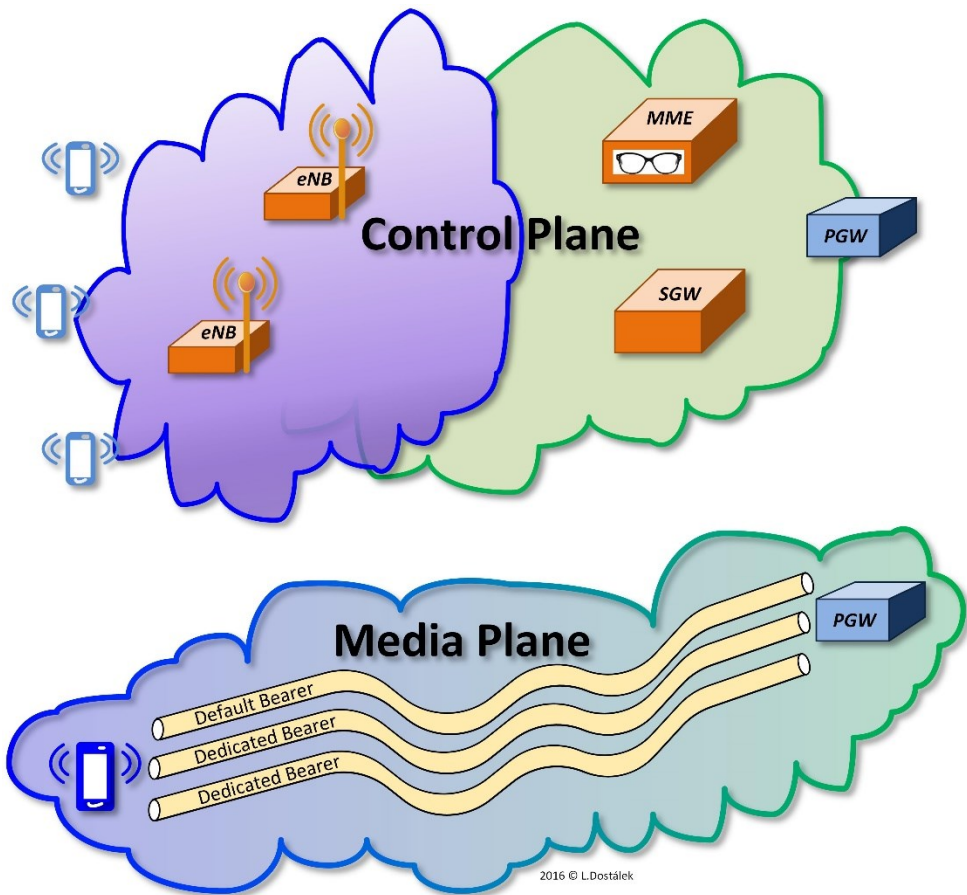 MME
eNB
Control Plane
PGW
SGW
eNB
Media Plane
PGW
Default Bearer
Dedicated Bearer
Dedicated Bearer
2016 © L.Dostálek